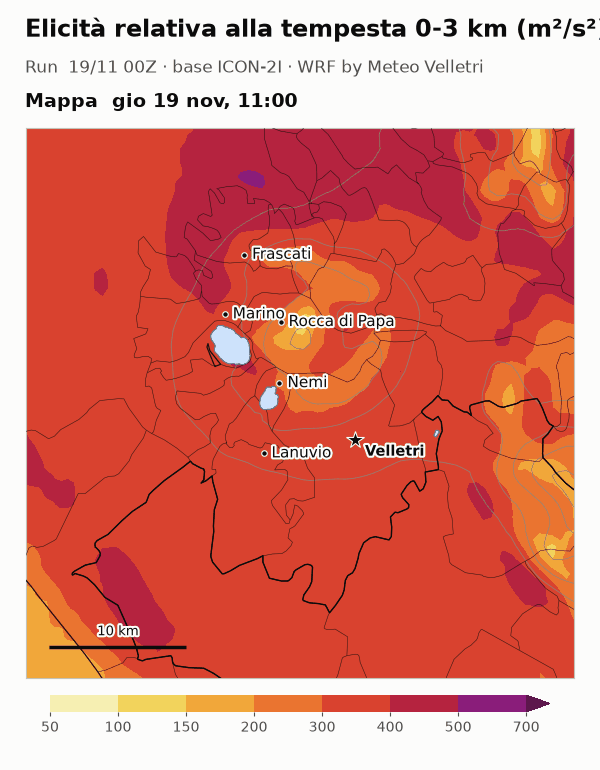 Elicità relativa alla tempesta 0-3 km (m²/s²)
Run 19/11 00Z · base ICON-2I · WRF by Meteo Velletri
Mappa gio 19 nov, 11:00
Frascati
Marino
Rocca di Papa
Nemi
Velletri
Lanuvio
10 km
50 100 150 200 300 400 500 700